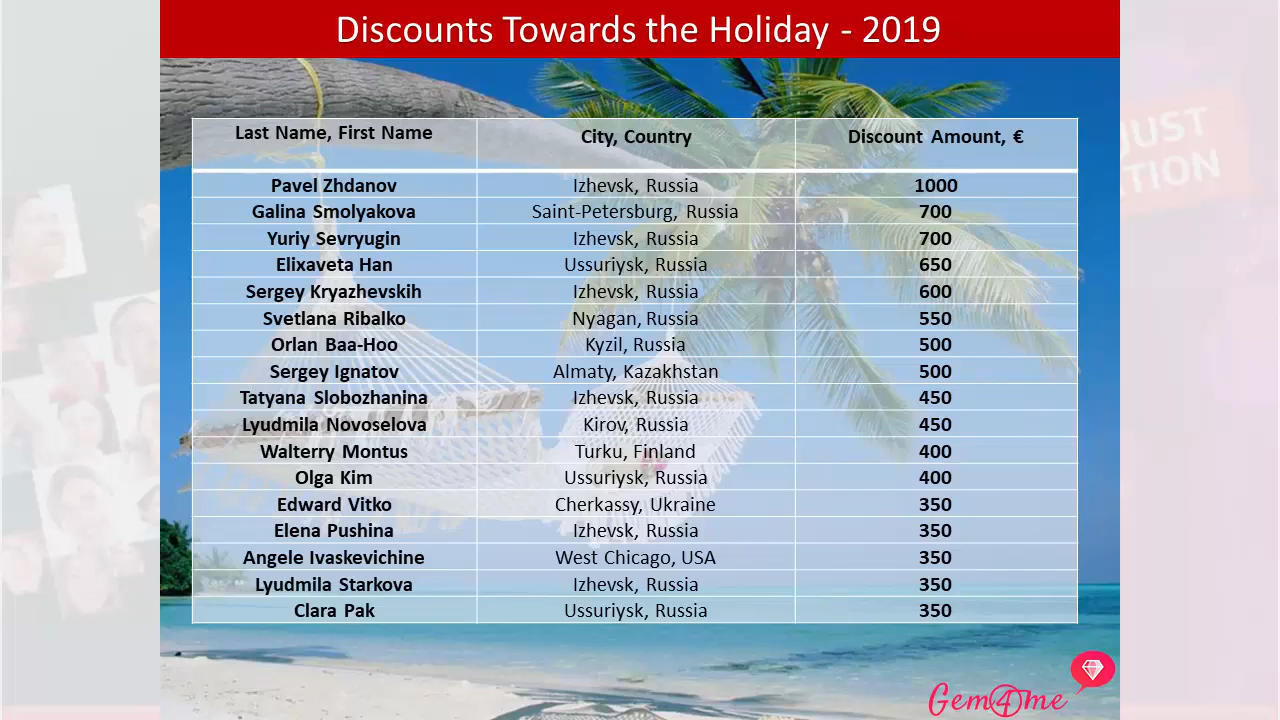 Discounts Towards the Holiday - 2019
Last Name, First Name City, Country Discount Amount, €
Pavel Zhdanov Izhevsk, Russia 1000
Galina Smolyakova Saint-Petersburg, Russia 700
Yuriy Sevryugin Izhevsk, Russia 700
Elixaveta Han Ussuriysk, Russia 650
Sergey Kryazhevskih Izhevsk, Russia 600
Svetlana Ribalko Nyagan, Russia 550
Orlan Baa-Hoo Kyzil, Russia 500
Sergey Ignatov Almaty, Kazakhstan 500
Tatyana Slobozhanina Izhevsk, Russia 450
Lyudmila Novoselova Kirov, Russia 450
Walterry Montus Turku, Finland 400
Olga Kim Ussuriysk, Russia 400
Edward Vitko Cherkassy, Ukraine 350
Elena Pushina Izhevsk, Russia 350
Angele Ivaskevichine West Chicago, USA 350
Lyudmila Starkova Izhevsk, Russia 350
Clara Pak Ussuriysk, Russia 350
Gem4me
JUST